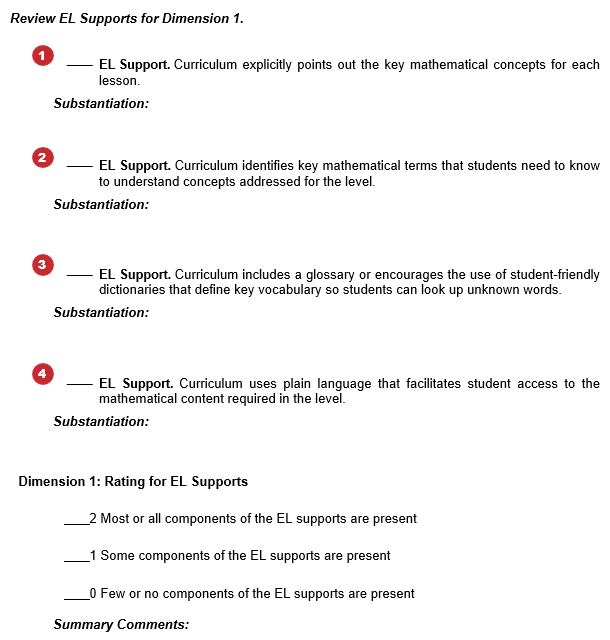 Review EL Supports for Dimension 1.
1
____ EL Support. Curriculum explicitly points out the key mathematical concepts for each
lesson.
Substantiation:
2
____ EL Support. Curriculum identifies key mathematical terms that students need to know
to understand concepts addressed for the level.
Substantiation:
3
____ EL Support. Curriculum includes a glossary or encourages the use of student-friendly
dictionaries that define key vocabulary so students can look up unknown words.
Substantiation:
4
____ EL Support. Curriculum uses plain language that facilitates student access to the
mathematical content required in the level.
Substantiation:
Dimension 1: Rating for EL Supports
____2 Most or all components of the EL supports are present
____1 Some components of the EL supports are present
____0 Few or no components of the EL supports are present
Summary Comments: